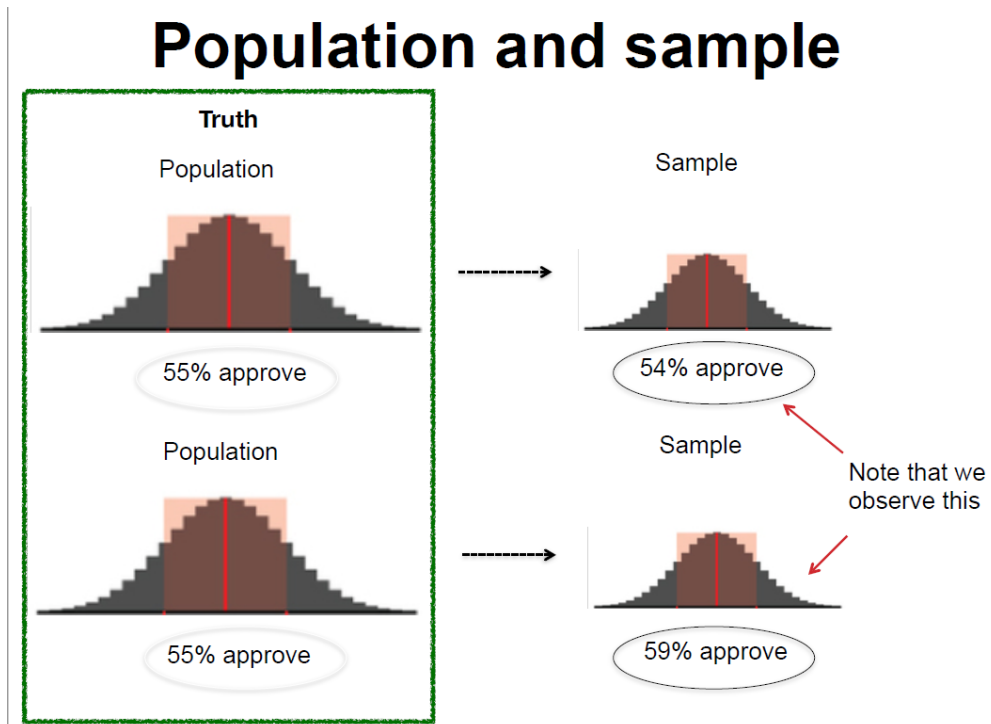 Population and sample
Truth
Population
Sample
55% approve
54% approve
Population
Sample
Note that we
observe this
55% approve
59% approve